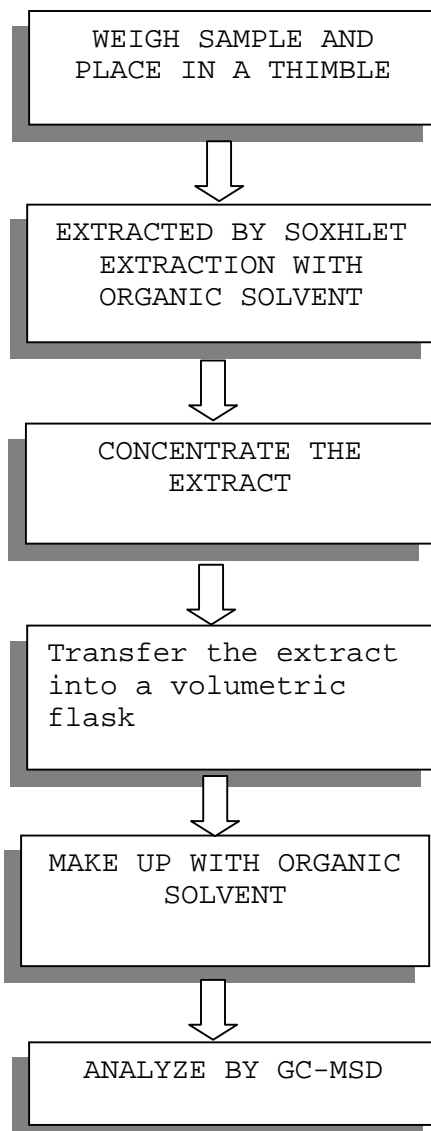 WEIGH SAMPLE AND
PLACE IN A THIMBLE
EXTRACTED BY SOXHLET
EXTRACTION WITH
ORGANIC SOLVENT
CONCENTRATE THE
EXTRACT
Transfer the extract
into a volumetric
flask
MAKE UP WITH ORGANIC
SOLVENT
ANALYZE BY GC-MSD